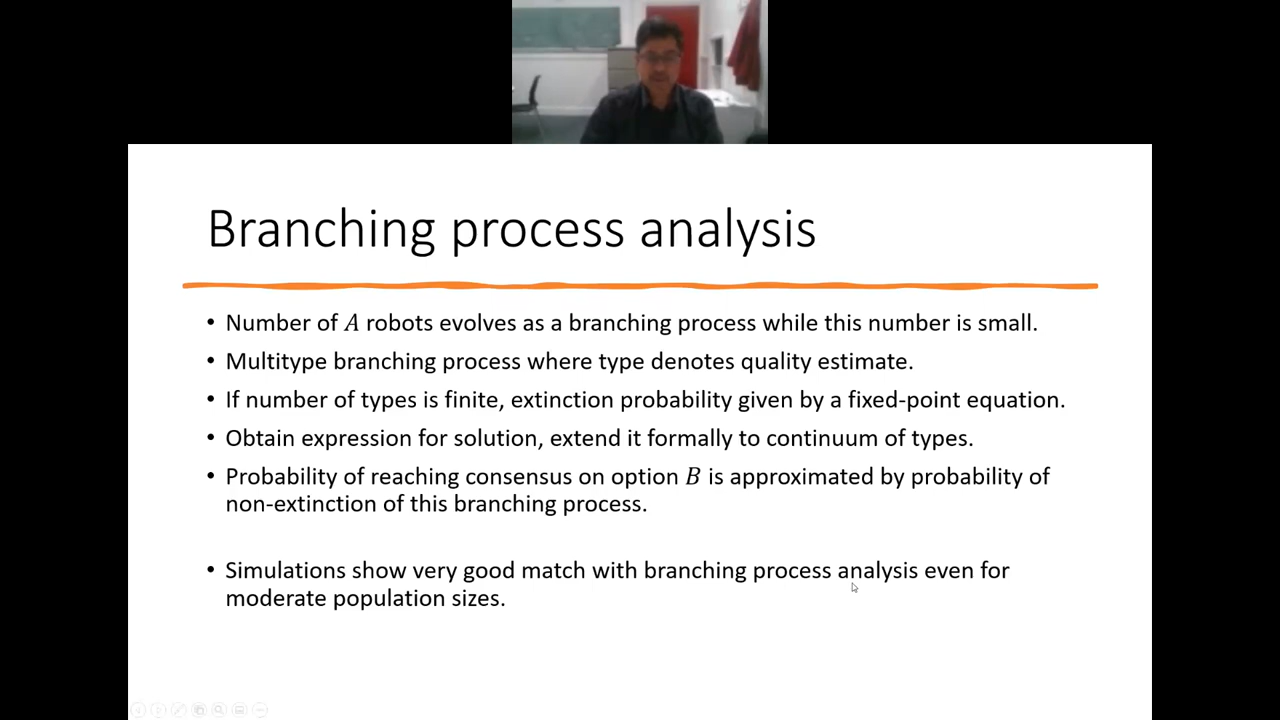 Branching process analysis
• Number of A robots evolves as a branching process while this number is small.
• Multitype branching process where type denotes quality estimate.
• If number of types is finite, extinction probability given by a fixed-point equation.
• Obtain expression for solution, extend it formally to continuum of types.
• Probability of reaching consensus on option B is approximated by probability of
non-extinction of this branching process.
• Simulations show very good match with branching process analysis even for
moderate population sizes.